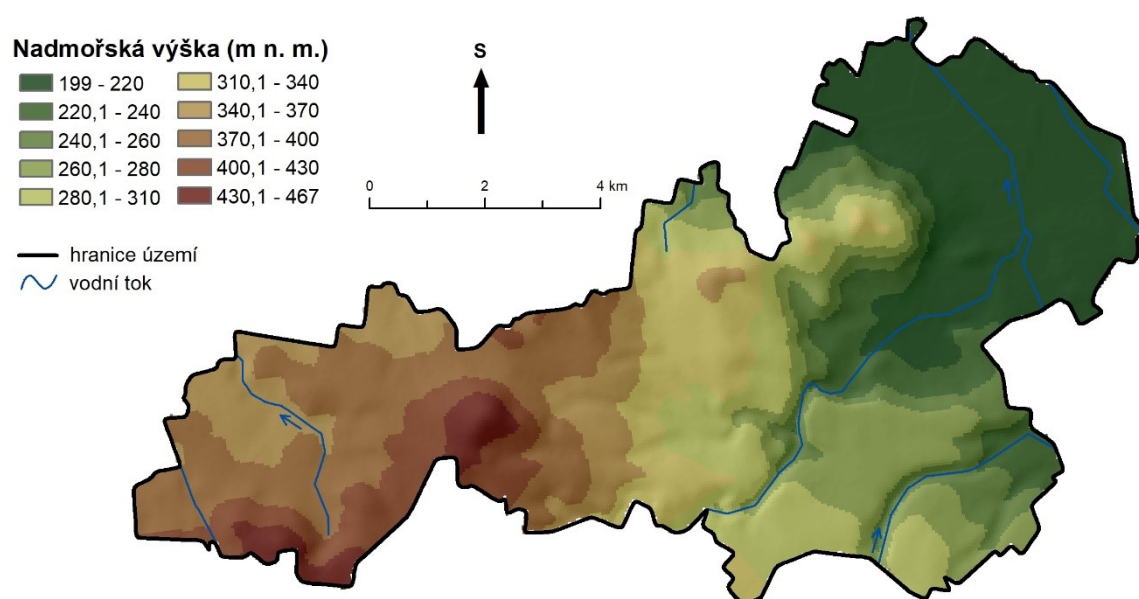 Nadmořská výška (m n. m.)
199 - 220
220,1 - 240
240,1 - 260
260,1 - 280
280,1 - 310
310,1 - 340
340,1 - 370
370,1 - 400
400,1 - 430
430,1 - 467
hranice území
vodní tok
S
0 2 4 km